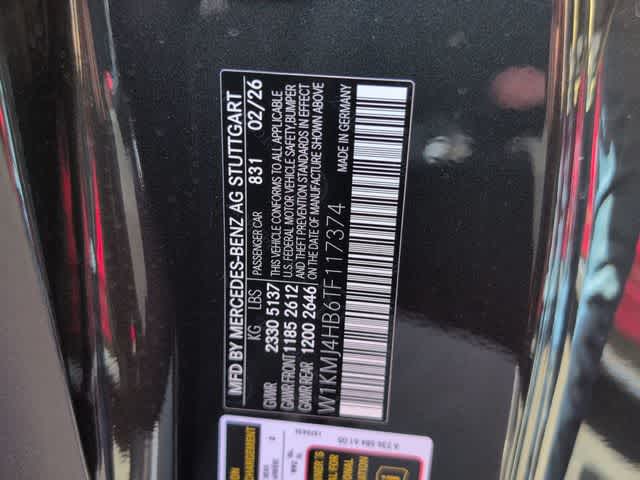 MFD BY MERCEDES-BENZ AG STUTTGART
PASSENGER CAR 831 02/26
KG LBS
GVWR 2330 5137
GAWR FRONT 1185 2612
GAWR REAR 1200 2646
THIS VEHICLE CONFORMS TO ALL APPLICABLE
U.S. FEDERAL MOTOR VEHICLE SAFETY, BUMPER
AND THEFT PREVENTION STANDARDS IN EFFECT
ON THE DATE OF MANUFACTURE SHOWN ABOVE
W1KMJ4HB6TF117374
MADE IN GERMANY